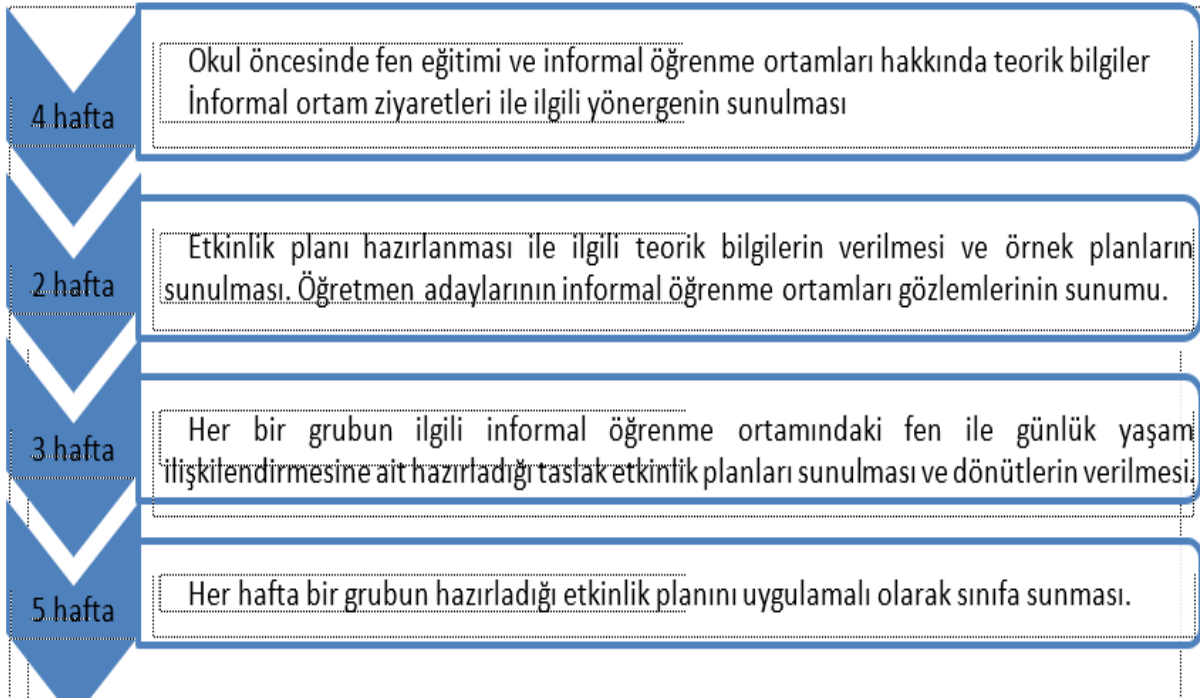 4 hafta
Okul öncesinde fen eğitimi ve informal öğrenme ortamları hakkında teorik bilgiler
İnformal ortam ziyaretleri ile ilgili yönergenin sunulması
2 hafta
Etkinlik planı hazırlanması ile ilgili teorik bilgilerin verilmesi ve örnek planların
sunulması. Öğretmen adaylarının informal öğrenme ortamları gözlemlerinin sunumu.
3 hafta
Her bir grubun ilgili informal öğrenme ortamındaki fen ile günlük yaşam
ilişkilendirmesine ait hazırladığı taslak etkinlik planları sunulması ve dönütlerin verilmesi.
5 hafta
Her hafta bir grubun hazırladığı etkinlik planını uygulamalı olarak sınıfa sunması.